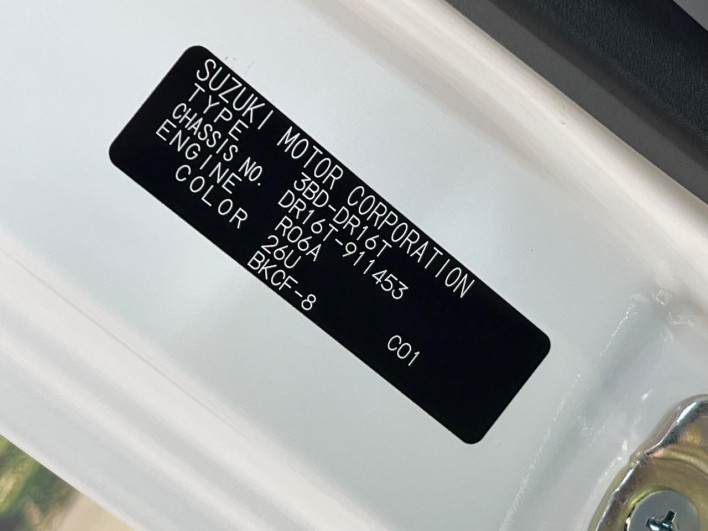 SUZUKI MOTOR CORPORATION
TYPE 3BD-DR16T
CHASSIS NO. DR16T-911453
ENGINE R06A
COLOR 26U
BKCF-8 C01